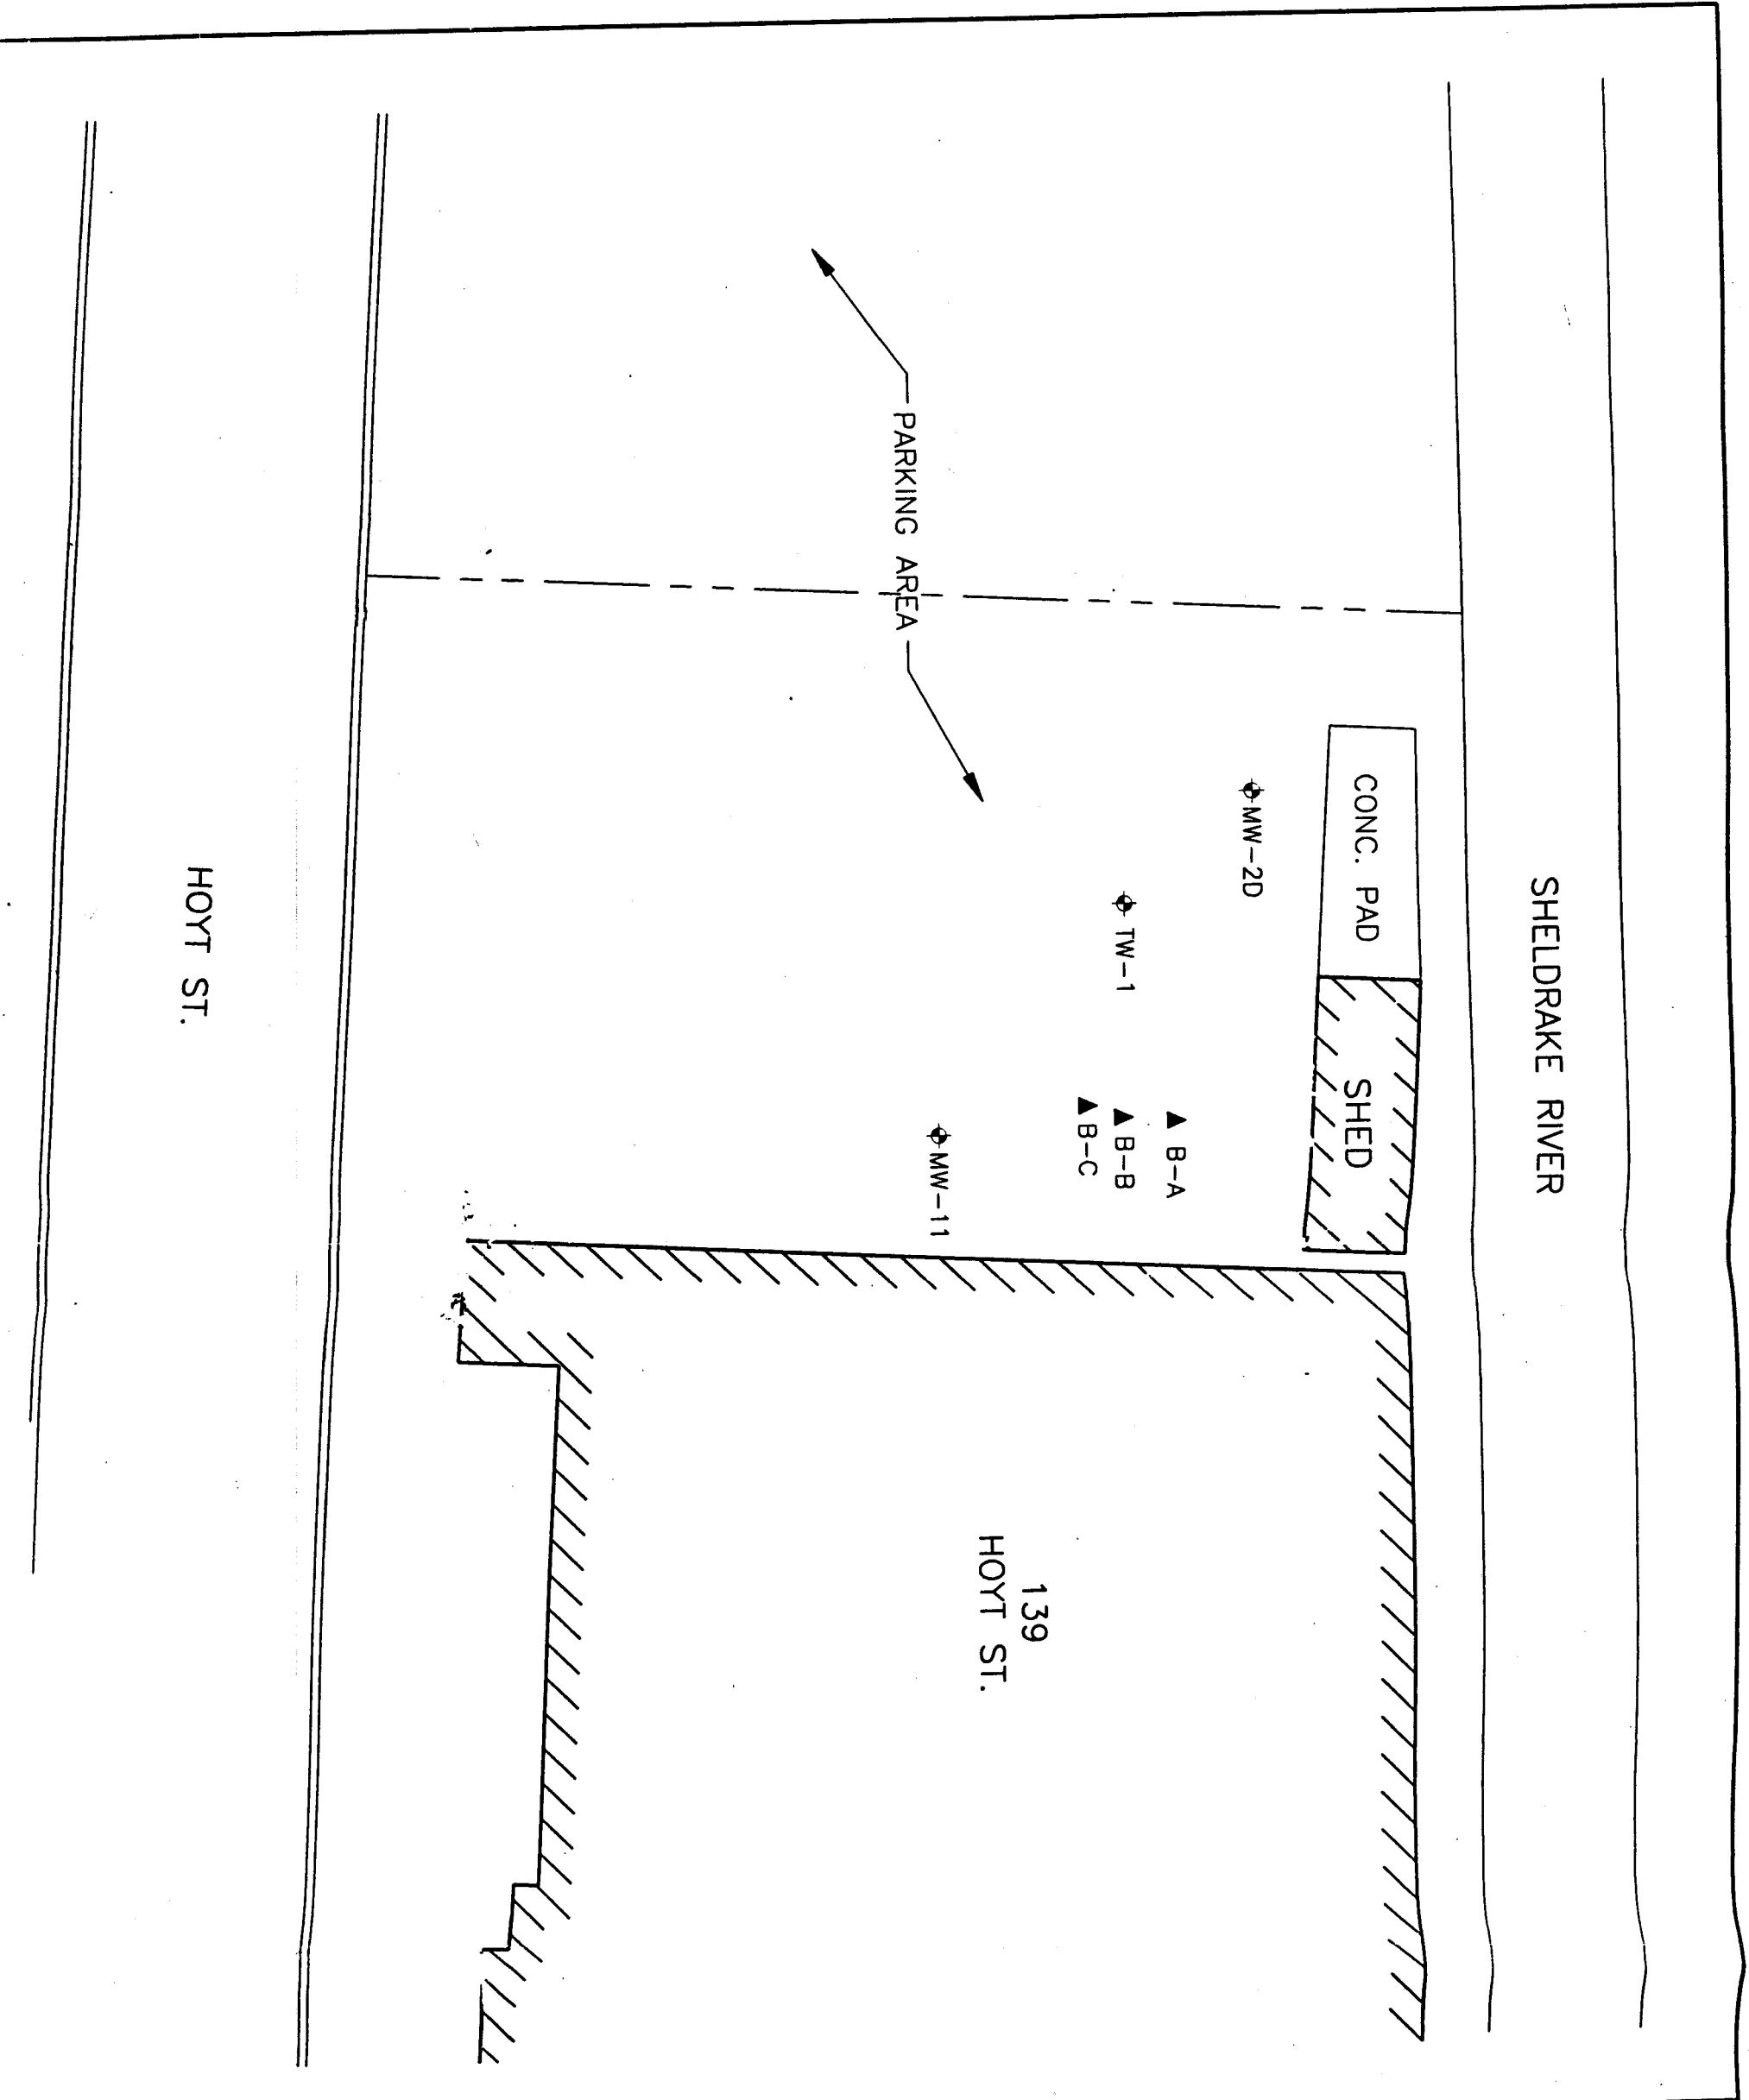 SHELDRAKE RIVER
CONC. PAD
SHED
MW-2D
TW-1
B-A
B-B
B-C
MW-11
PARKING AREA
139
HOYT ST.
HOYT ST.